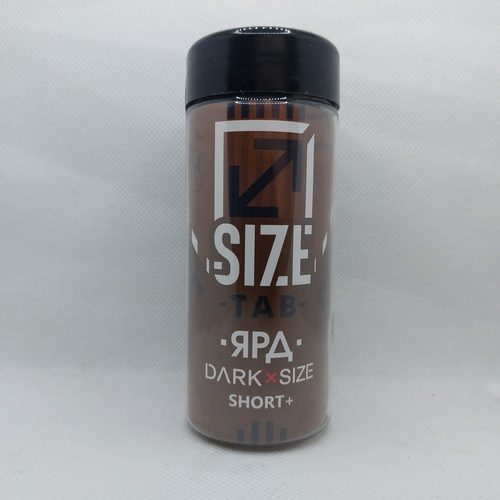 SIZE
-TAB-
·ЯРД·
DARK×SIZE
SHORT+